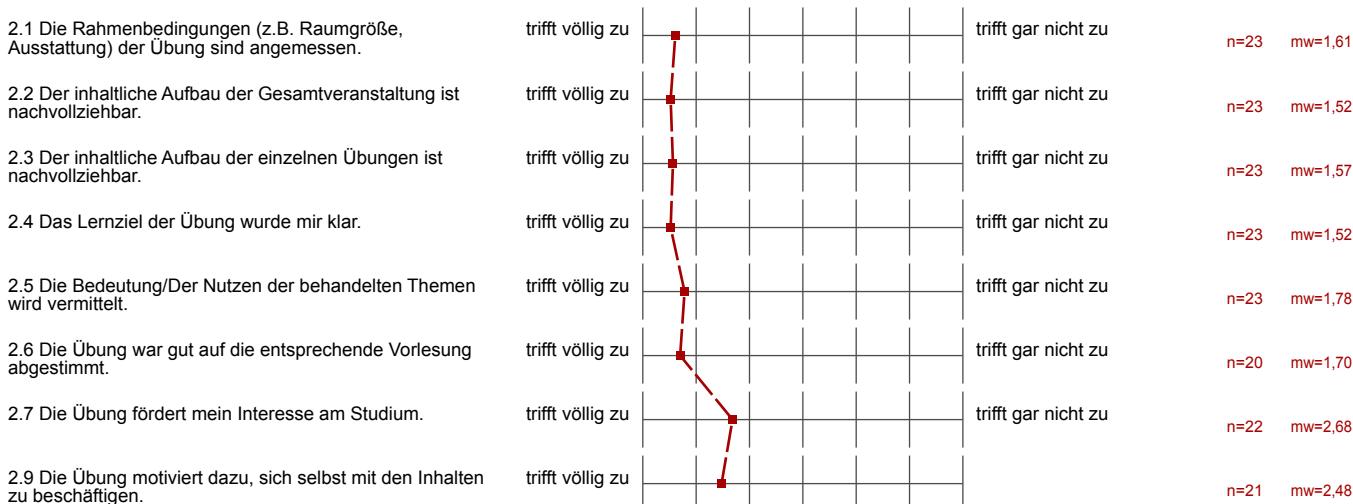 2.1 Die Rahmenbedingungen (z.B. Raumgröße,
Ausstattung) der Übung sind angemessen.
trifft völlig zu
trifft gar nicht zu
n=23 mw=1,61
2.2 Der inhaltliche Aufbau der Gesamtveranstaltung ist
nachvollziehbar.
trifft völlig zu
trifft gar nicht zu
n=23 mw=1,52
2.3 Der inhaltliche Aufbau der einzelnen Übungen ist
nachvollziehbar.
trifft völlig zu
trifft gar nicht zu
n=23 mw=1,57
2.4 Das Lernziel der Übung wurde mir klar.
trifft völlig zu
trifft gar nicht zu
n=23 mw=1,52
2.5 Die Bedeutung/Der Nutzen der behandelten Themen
wird vermittelt.
trifft völlig zu
trifft gar nicht zu
n=23 mw=1,78
2.6 Die Übung war gut auf die entsprechende Vorlesung
abgestimmt.
trifft völlig zu
trifft gar nicht zu
n=20 mw=1,70
2.7 Die Übung fördert mein Interesse am Studium.
trifft völlig zu
trifft gar nicht zu
n=22 mw=2,68
2.9 Die Übung motiviert dazu, sich selbst mit den Inhalten
zu beschäftigen.
trifft völlig zu
n=21 mw=2,48